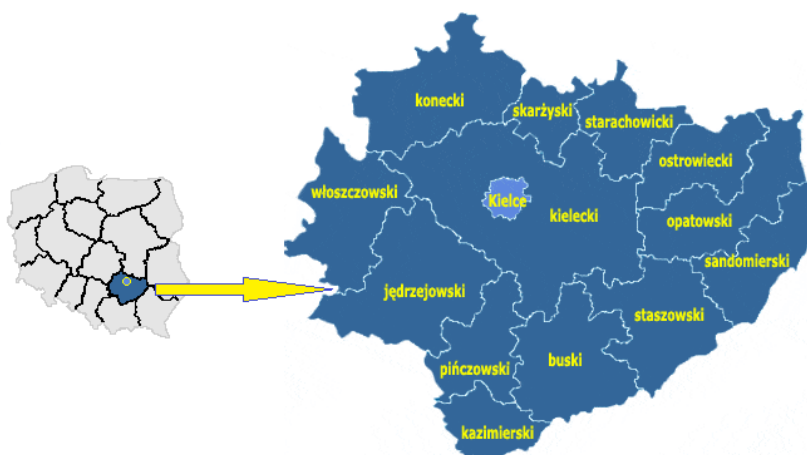 konecki
skarżyski
starachowicki
ostrowiecki
włoszczowski
Kielce
kielecki
opatowski
sandomierski
jędrzejowski
staszowski
pińczowski
buski
kazimierski